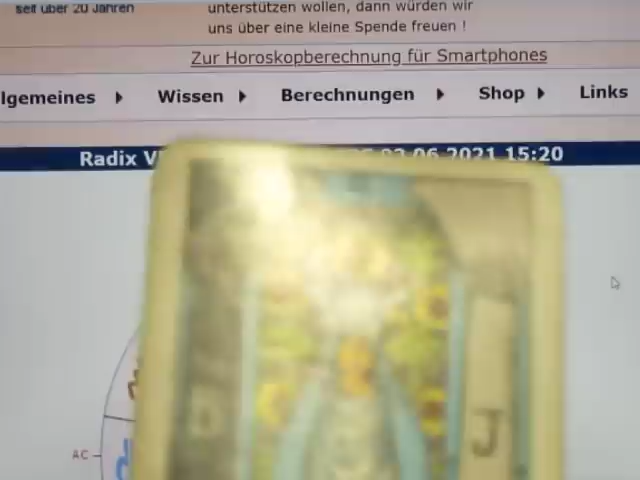 seit über 20 Jahren
unterstützen wollen, dann würden wir
uns über eine kleine Spende freuen !
Zur Horoskopberechnung für Smartphones
lgemeines
Wissen
Berechnungen
Shop
Links
Radix V
06 2021 15:20
J
AC